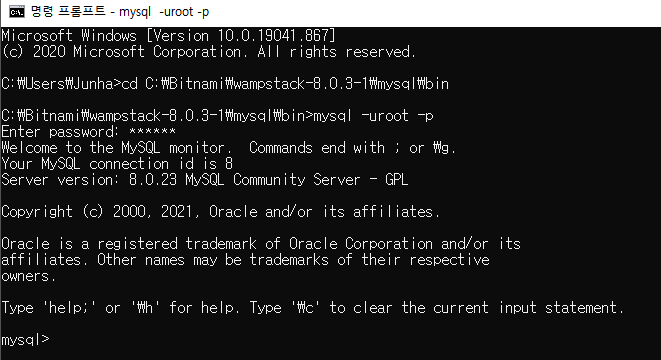 명령 프롬프트 - mysql  -uroot -p
Microsoft Windows [Version 10.0.19041.867]
(c) 2020 Microsoft Corporation. All rights reserved.
C:₩Users₩Junha>cd C:₩Bitnami₩wampstack-8.0.3-1₩mysql₩bin
C:₩Bitnami₩wampstack-8.0.3-1₩mysql₩bin>mysql -uroot -p
Enter password: ******
Welcome to the MySQL monitor.  Commands end with ; or ₩g.
Your MySQL connection id is 8
Server version: 8.0.23 MySQL Community Server - GPL
Copyright (c) 2000, 2021, Oracle and/or its affiliates.
Oracle is a registered trademark of Oracle Corporation and/or its
affiliates. Other names may be trademarks of their respective
owners.
Type 'help;' or '₩h' for help. Type '₩c' to clear the current input statement.
mysql>